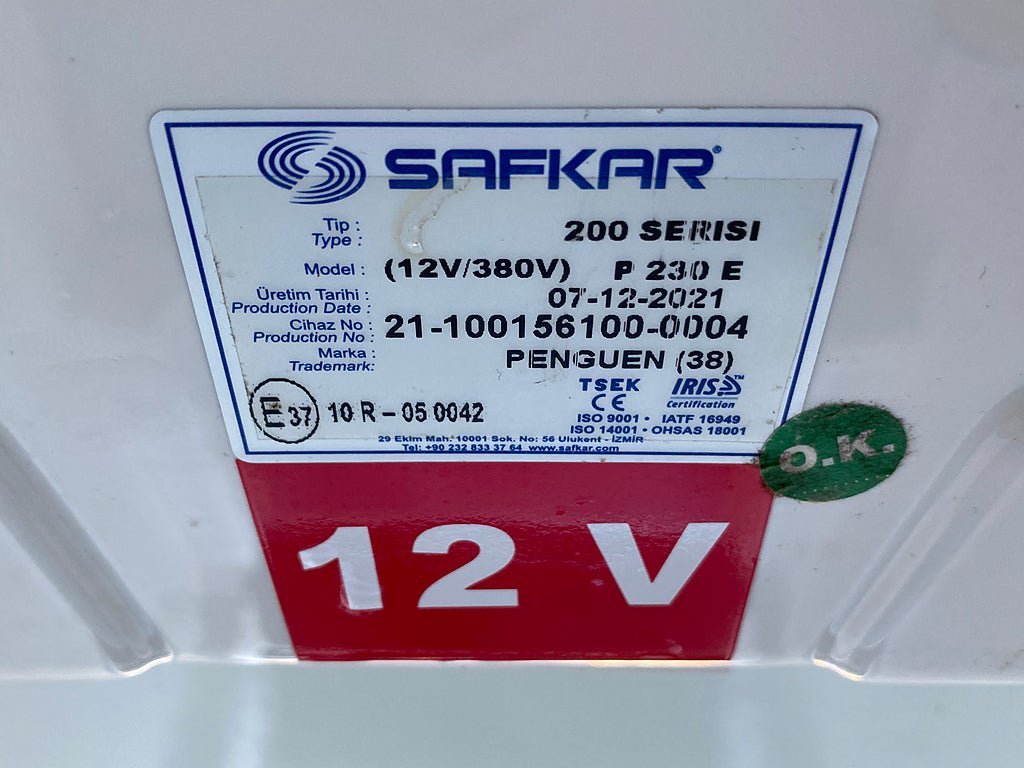 SAFKAR®
Tip :
Type : 200 SERISI
Model : (12V/380V) P 230 E
Üretim Tarihi :
Production Date : 07-12-2021
Cihaz No :
Production No : 21-100156100-0004
Marka :
Trademark: PENGUEN (38)
TSEK IRIS™
CE Certification
E37 10 R - 05 0042
ISO 9001 • IATF 16949
ISO 14001 • OHSAS 18001
29 Ekim Mah. 10001 Sok. No: 56 Ulukent - İZMİR
Tel: +90 232 833 37 64 www.safkar.com
O.K.
12 V